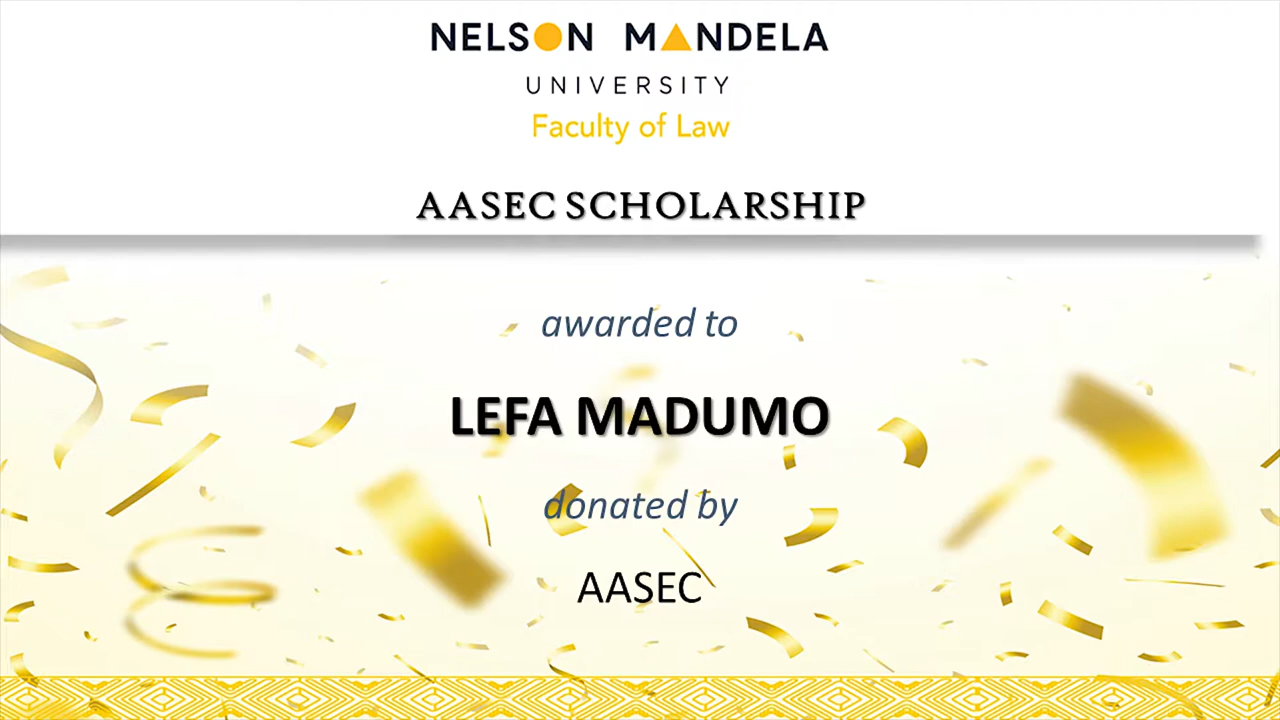 NELSON MANDELA
UNIVERSITY
Faculty of Law
AASEC SCHOLARSHIP
awarded to
LEFA MADUMO
donated by
AASEC